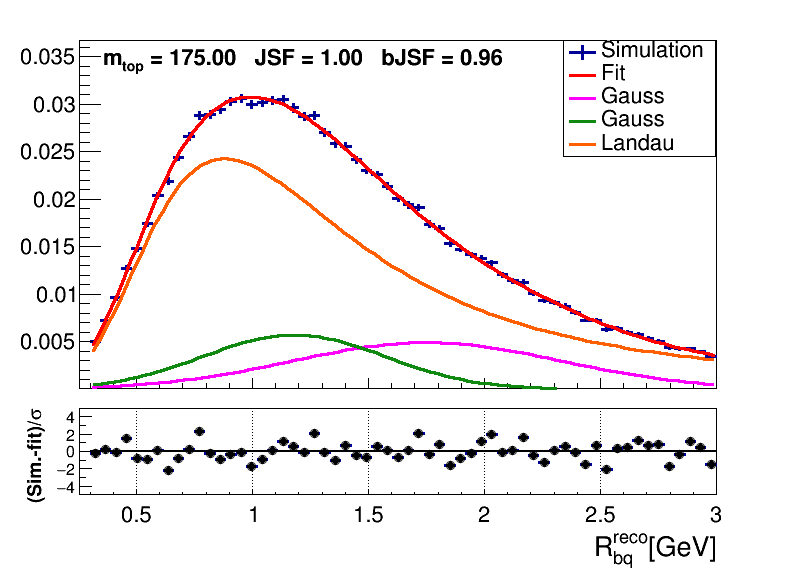 m_top = 175.00 JSF = 1.00 bJSF = 0.96
Simulation
Fit
Gauss
Gauss
Landau
0.035
0.03
0.025
0.02
0.015
0.01
0.005
(Sim.-fit)/σ
4
2
0
−2
−4
0.5 1 1.5 2 2.5 3
R_bq^reco[GeV]